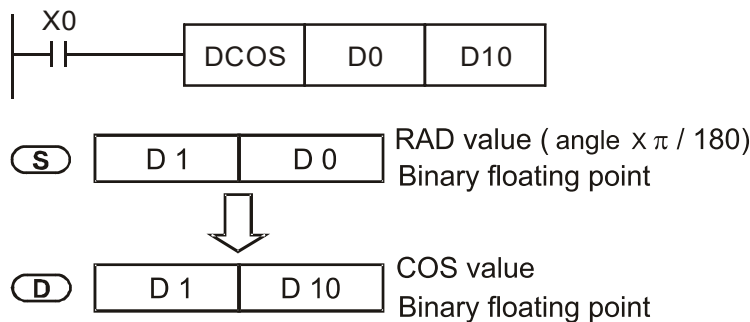 X0
DCOS D0 D10
S D 1 D 0 RAD value ( angle x π / 180)
Binary floating point
D D 1 D 10 COS value
Binary floating point